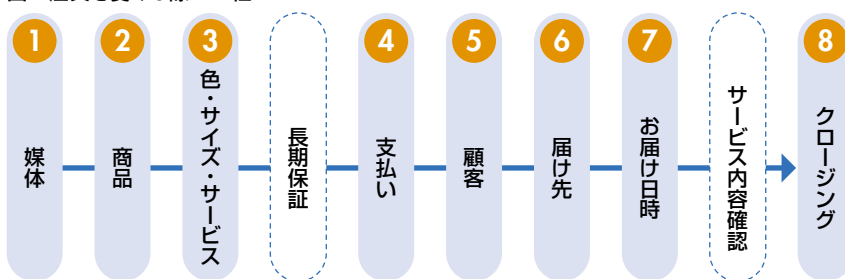 1
媒体
2
商品
3
色・サイズ・サービス
長期保証
4
支払い
5
顧客
6
届け先
7
お届け日時
サービス内容確認
8
クロージング